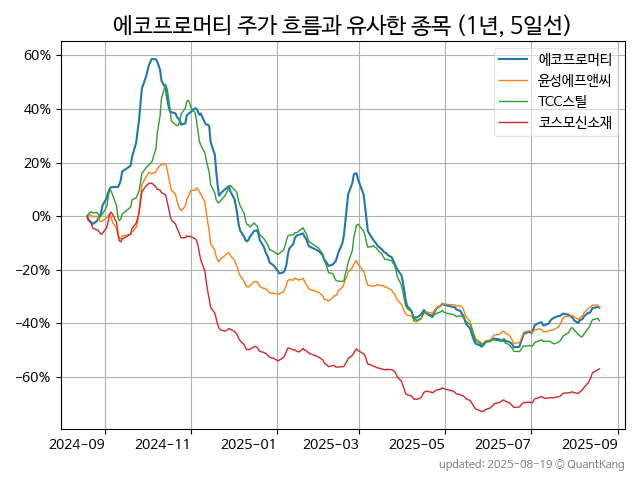 에코프로머티 주가 흐름과 유사한 종목 (1년, 5일선)
에코프로머티
윤성에프앤씨
TCC스틸
코스모신소재
60%
40%
20%
0%
−20%
−40%
−60%
2024-09 2024-11 2025-01 2025-03 2025-05 2025-07 2025-09
updated: 2025-08-19 © QuantKang